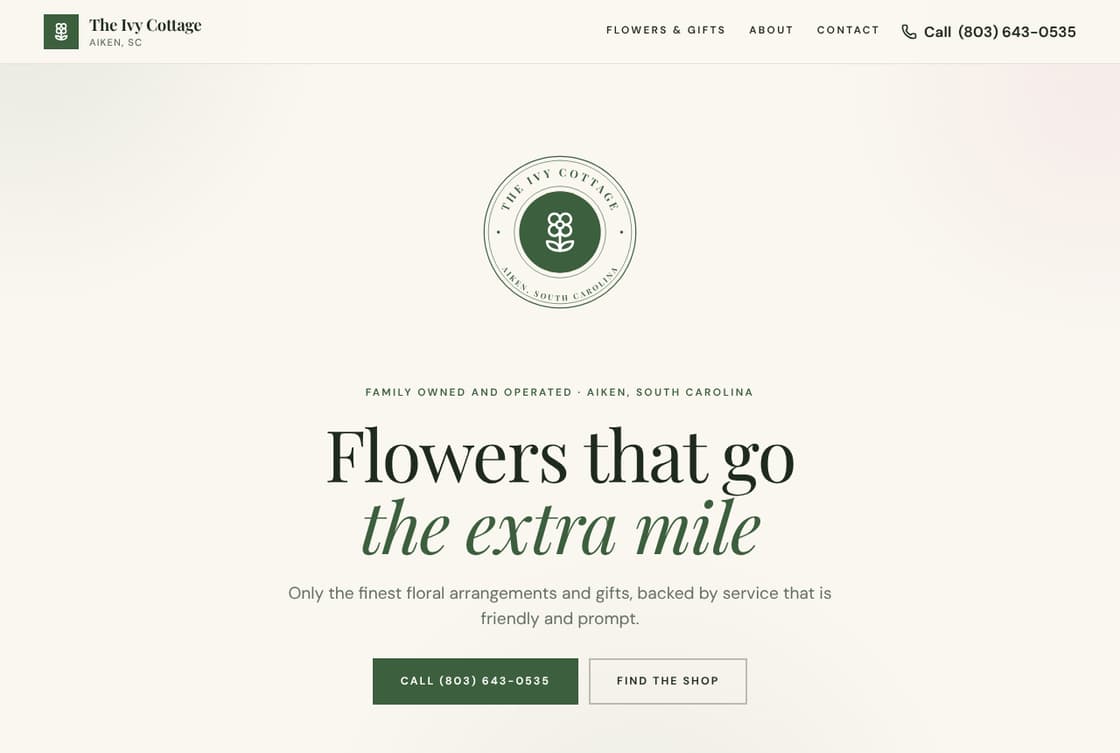 The Ivy Cottage
AIKEN, SC
FLOWERS & GIFTS
ABOUT
CONTACT
Call (803) 643-0535
THE IVY COTTAGE
AIKEN, SOUTH CAROLINA
FAMILY OWNED AND OPERATED · AIKEN, SOUTH CAROLINA
Flowers that go
the extra mile
Only the finest floral arrangements and gifts, backed by service that is
friendly and prompt.
CALL (803) 643-0535
FIND THE SHOP